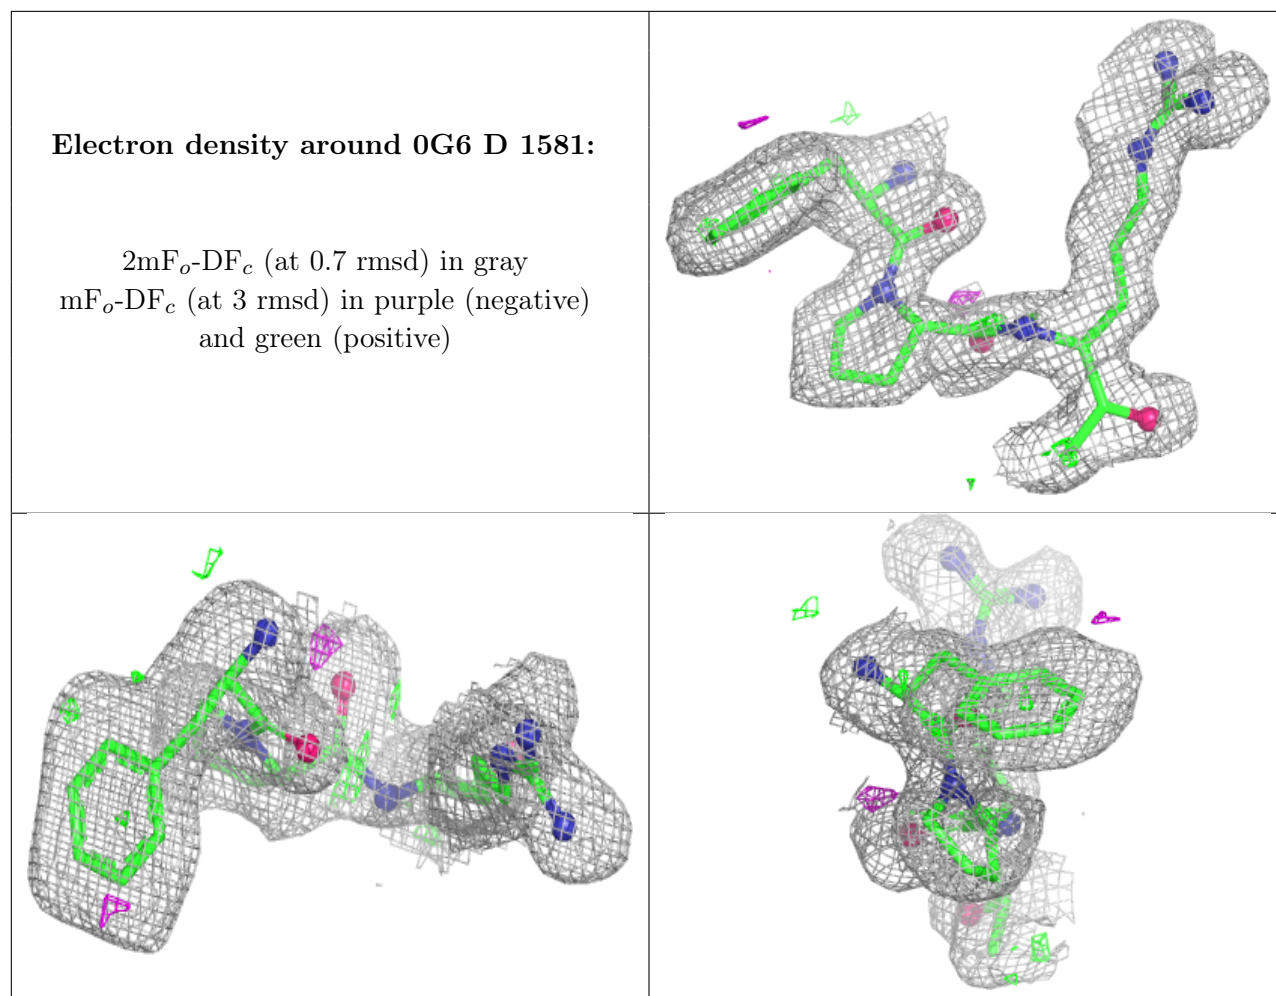 Electron density around 0G6 D 1581:
2mFo-DFc (at 0.7 rmsd) in gray
mFo-DFc (at 3 rmsd) in purple (negative)
and green (positive)